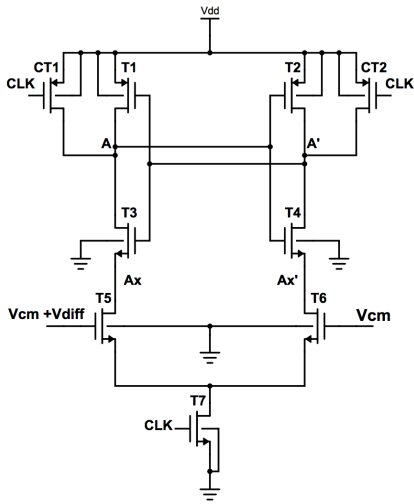 Vdd
CT1 T1 T2 CT2
CLK CLK
A A'
T3 T4
Ax Ax'
T5 T6
Vcm +Vdiff Vcm
T7
CLK